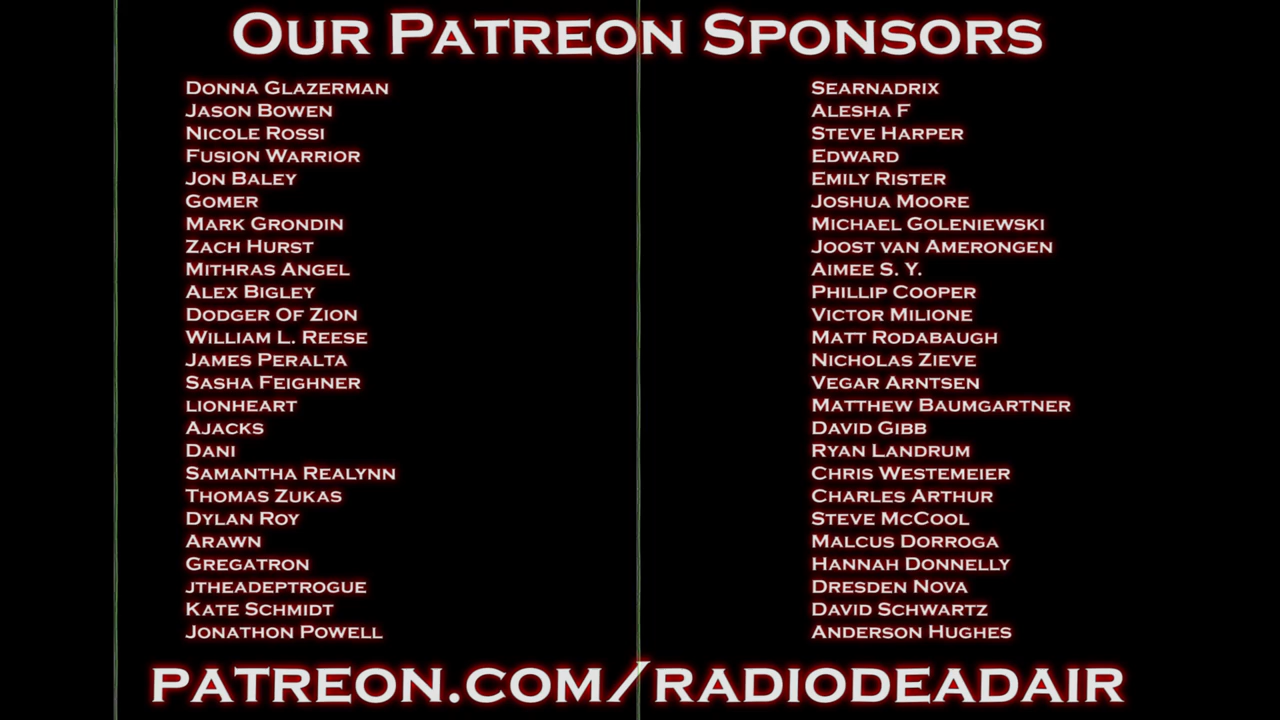 Our Patreon Sponsors
Donna Glazerman
Jason Bowen
Nicole Rossi
Fusion Warrior
Jon Baley
Gomer
Mark Grondin
Zach Hurst
Mithras Angel
Alex Bigley
Dodger Of Zion
William L. Reese
James Peralta
Sasha Feighner
lionheart
Ajacks
Dani
Samantha Realynn
Thomas Zukas
Dylan Roy
Arawn
Gregatron
jtheadeptrogue
Kate Schmidt
Jonathon Powell
Searnadrix
Alesha F
Steve Harper
Edward
Emily Rister
Joshua Moore
Michael Goleniewski
Joost van Amerongen
Aimee S. Y.
Phillip Cooper
Victor Milione
Matt Rodabaugh
Nicholas Zieve
Vegar Arntsen
Matthew Baumgartner
David Gibb
Ryan Landrum
Chris Westemeier
Charles Arthur
Steve McCool
Malcus Dorroga
Hannah Donnelly
Dresden Nova
David Schwartz
Anderson Hughes
patreon.com/radiodeadair